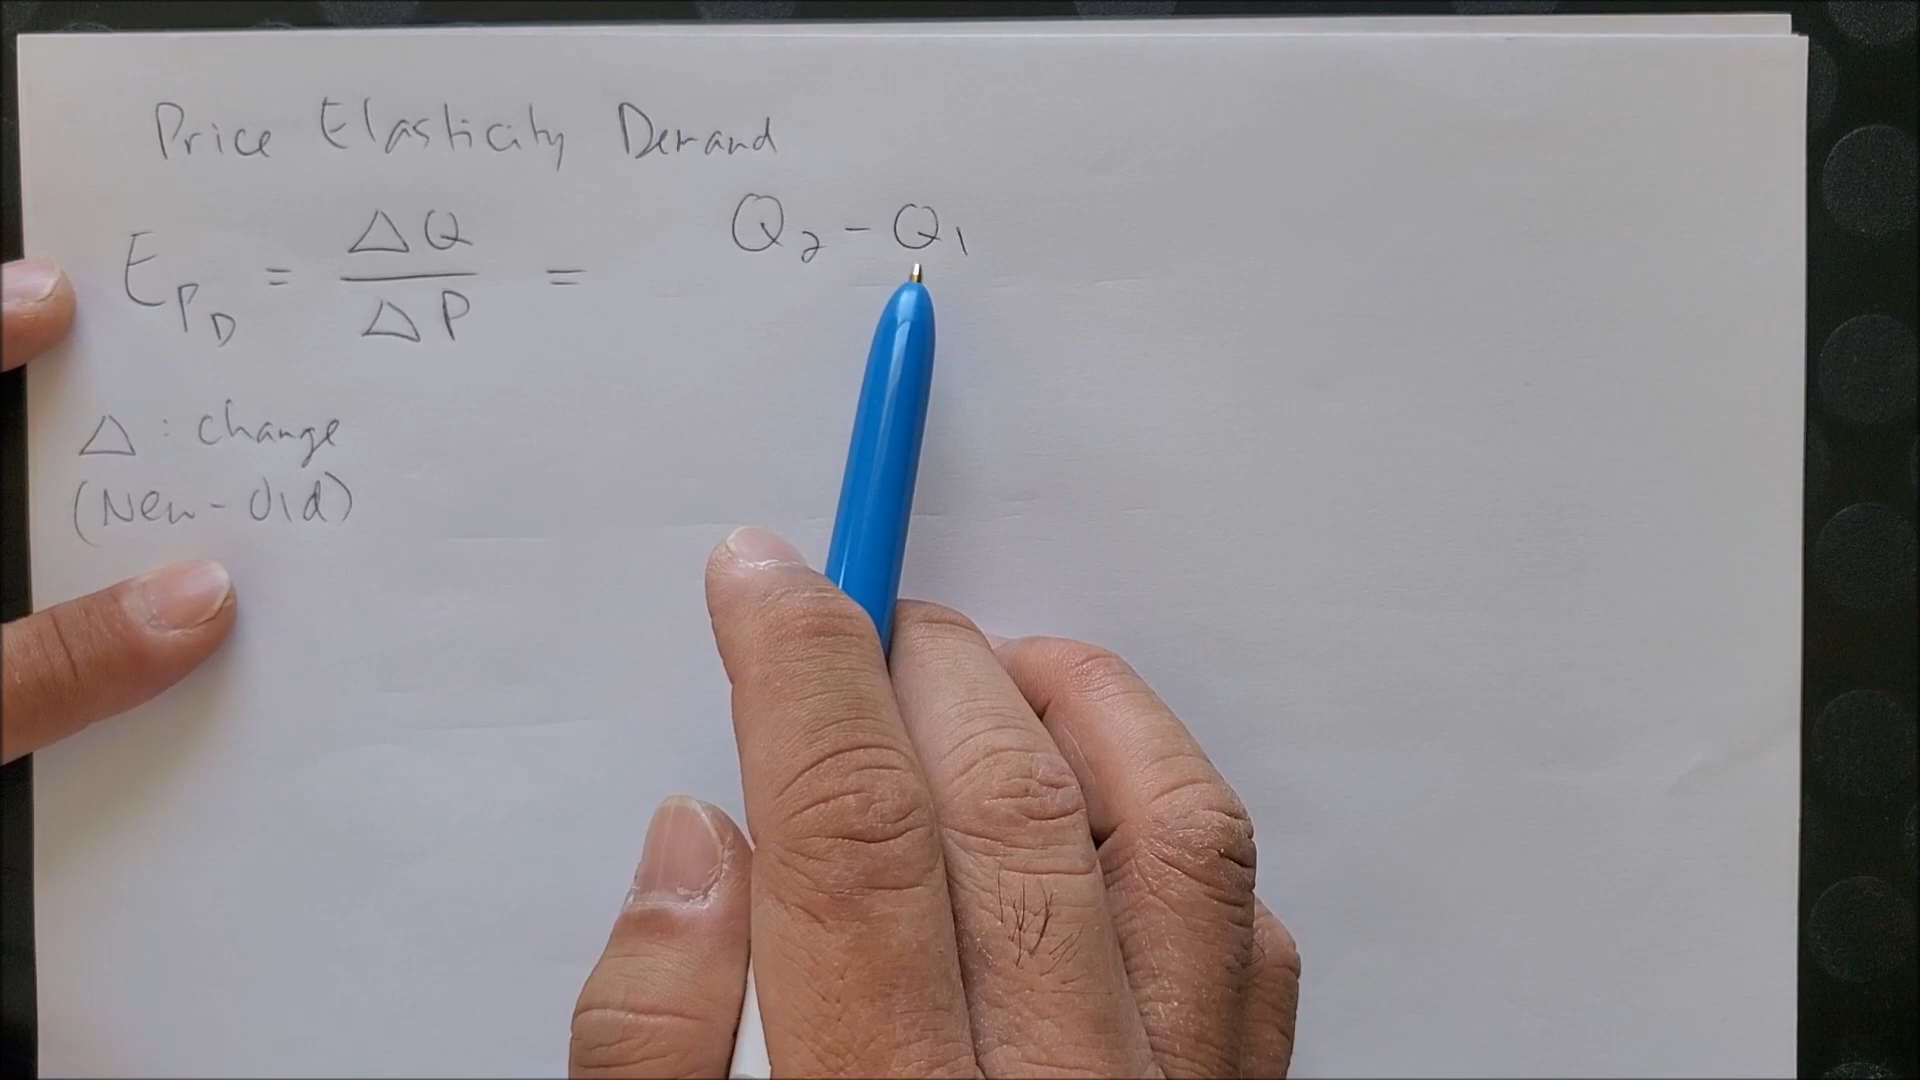 Price Elasticity Demand
E_{P_D} = ΔQ / ΔP = Q₂ - Q₁
Δ : change
(New - Old)